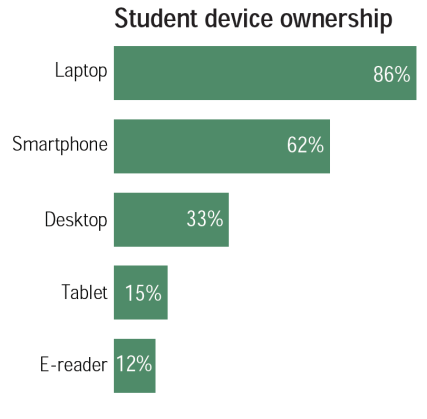 Student device ownership
Laptop 86%
Smartphone 62%
Desktop 33%
Tablet 15%
E-reader 12%